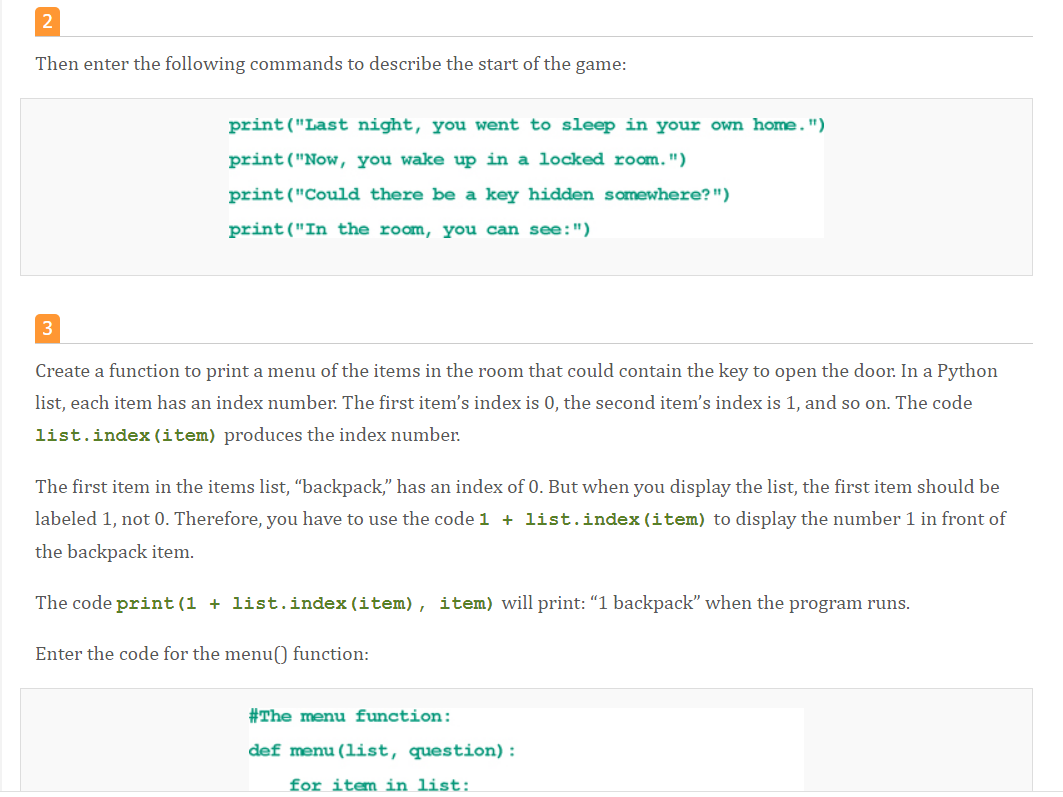 2
Then enter the following commands to describe the start of the game:
print("Last night, you went to sleep in your own home.")
print("Now, you wake up in a locked room.")
print("Could there be a key hidden somewhere?")
print("In the room, you can see:")
3
Create a function to print a menu of the items in the room that could contain the key to open the door. In a Python
list, each item has an index number. The first item’s index is 0, the second item’s index is 1, and so on. The code
list.index(item) produces the index number.
The first item in the items list, “backpack,” has an index of 0. But when you display the list, the first item should be
labeled 1, not 0. Therefore, you have to use the code 1 + list.index(item) to display the number 1 in front of
the backpack item.
The code print(1 + list.index(item), item) will print: “1 backpack” when the program runs.
Enter the code for the menu() function:
#The menu function:
def menu(list, question):
for item in list: